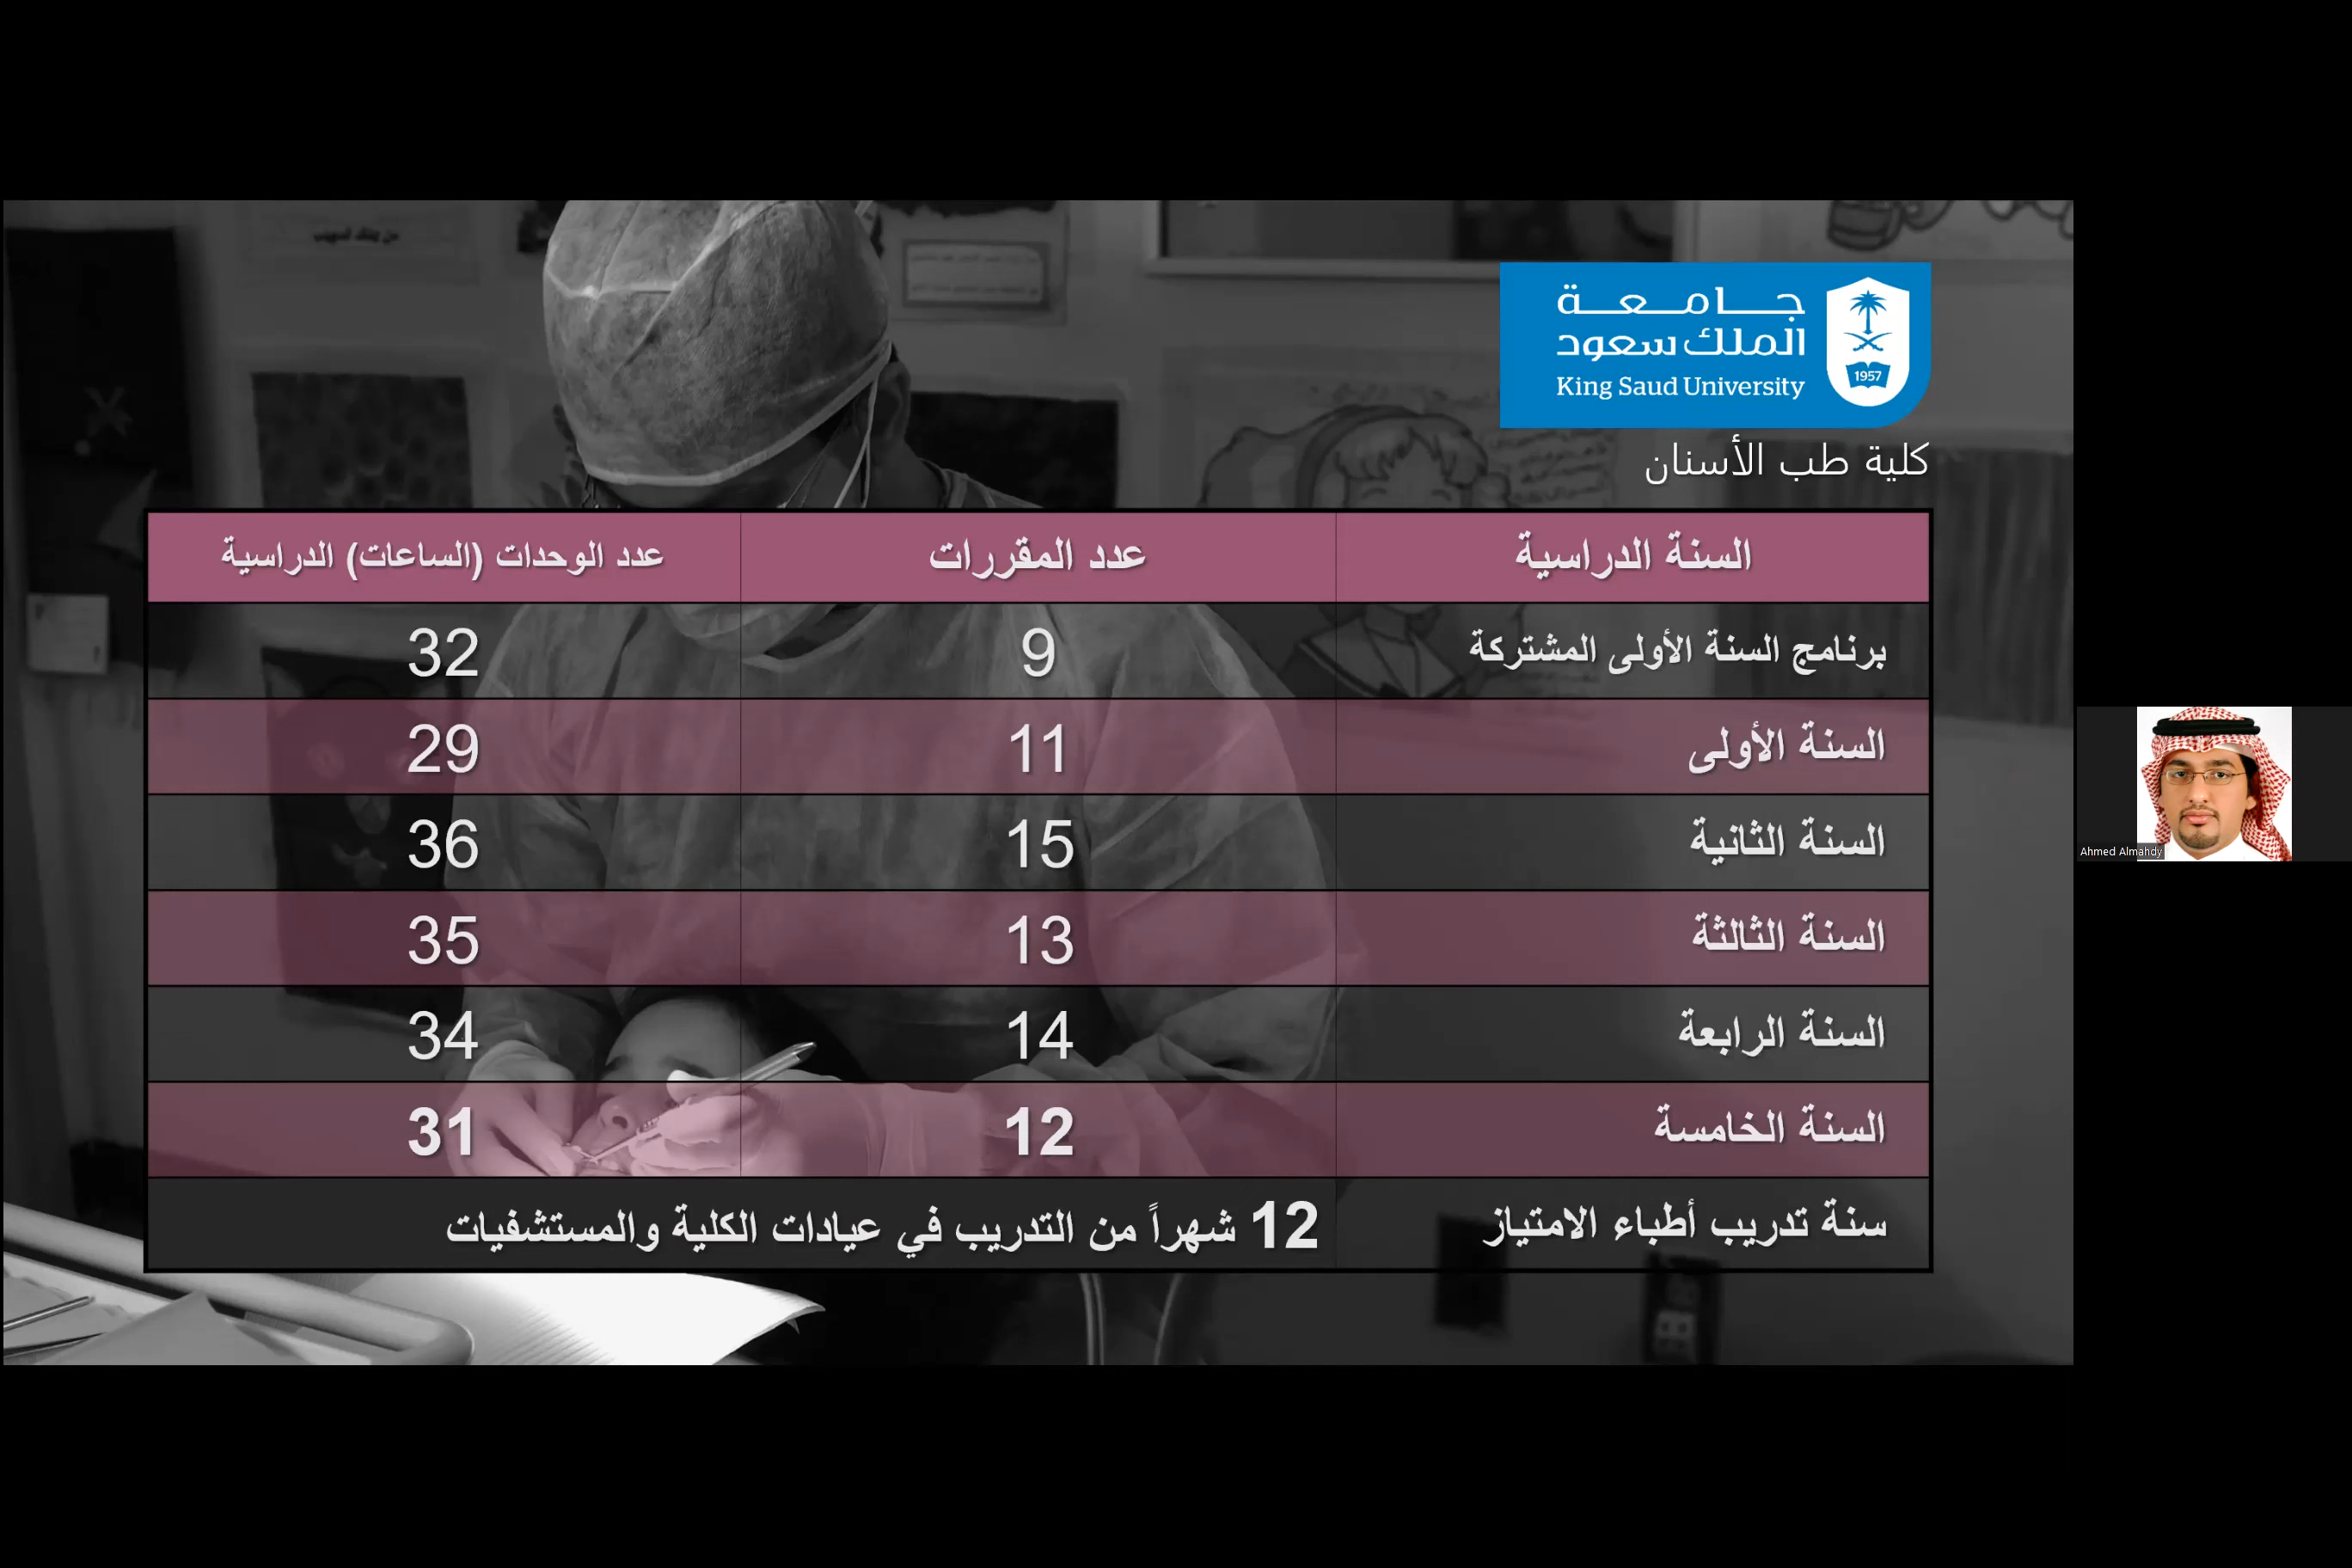 جامعة
الملك سعود
King Saud University
1957
كلية طب الأسنان
السنة الدراسية عدد المقررات عدد الوحدات (الساعات) الدراسية
برنامج السنة الأولى المشتركة 9 32
السنة الأولى 11 29
السنة الثانية 15 36
السنة الثالثة 13 35
السنة الرابعة 14 34
السنة الخامسة 12 31
سنة تدريب أطباء الامتياز 12 شهراً من التدريب في عيادات الكلية والمستشفيات
Ahmed Almahdy